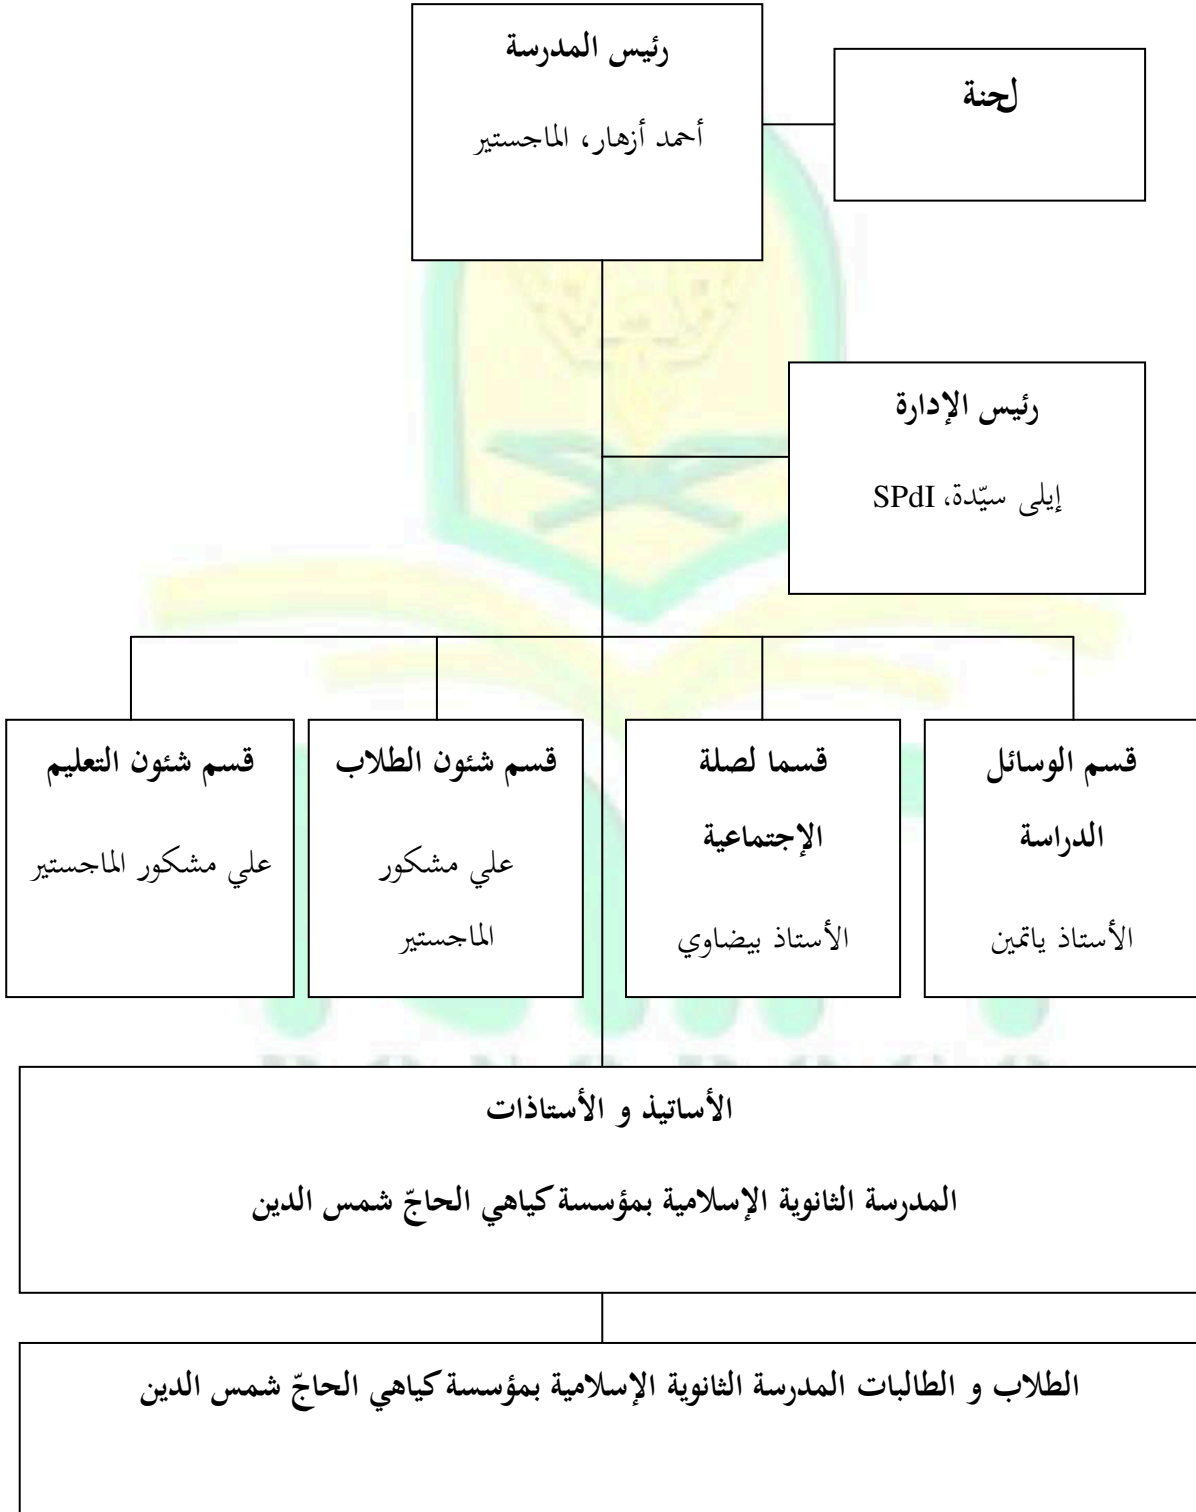 رئيس المدرسة
أحمد أزهار، الماجستير
لجنة
رئيس الإدارة
إيلى سيّدة، SPdI
قسم الوسائل
الدراسة
الأستاذ ياتمين
قسما لصلة
الإجتماعية
الأستاذ بيضاوي
قسم شئون الطلاب
علي مشكور
الماجستير
قسم شئون التعليم
علي مشكور الماجستير
الأساتيذ و الأستاذات
المدرسة الثانوية الإسلامية بمؤسسة كياهي الحاجّ شمس الدين
الطلاب و الطالبات المدرسة الثانوية الإسلامية بمؤسسة كياهي الحاجّ شمس الدين